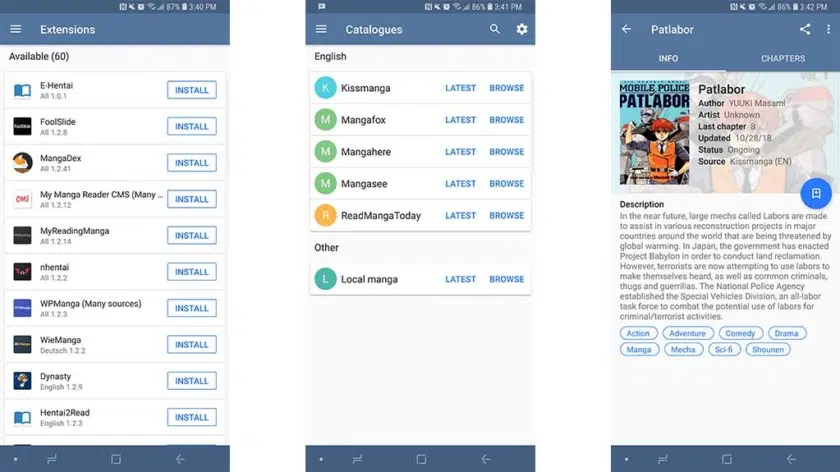 87% 3:40 PM
Extensions
Available (60)
E-Hentai
All 1.0.1
INSTALL
FoolSlide
All 1.2.8
INSTALL
MangaDex
All 1.2.41
INSTALL
CMS
My Manga Reader CMS (Many ...
All 1.2.12
INSTALL
MyReadingManga
All 1.2.14
INSTALL
nhentai
All 1.2.2
INSTALL
WPManga (Many sources)
All 1.2.3
INSTALL
WieManga
Deutsch 1.2.2
INSTALL
Dynasty
English 1.2.9
INSTALL
Hentai2Read
English 1.2.3
INSTALL
86% 3:41 PM
Catalogues
English
K Kissmanga LATEST BROWSE
M Mangafox LATEST BROWSE
M Mangahere LATEST BROWSE
M Mangasee LATEST BROWSE
R ReadMangaToday LATEST BROWSE
Other
L Local manga LATEST BROWSE
86% 3:42 PM
Patlabor
INFO CHAPTERS
MOBILE POLICE
PATLABOR
Patlabor
Author YUUKI Masami
Artist Unknown
Last chapter 8
Updated 10/28/18
Status Ongoing
Source Kissmanga (EN)
Description
In the near future, large mechs called Labors are made
to assist in various reconstruction projects in major
countries around the world that are being threatened by
global warming. In Japan, the government has enacted
Project Babylon in order to conduct land reclamation.
However, terrorists are now attempting to use labors to
make themselves heard, as well as common criminals,
thugs and guerrillas. The National Police Agency
established the Special Vehicles Division, an all-labor
task force to combat the potential use of labors for
criminal/terrorist activities.
Action Adventure Comedy Drama
Manga Mecha Sci-fi Shounen